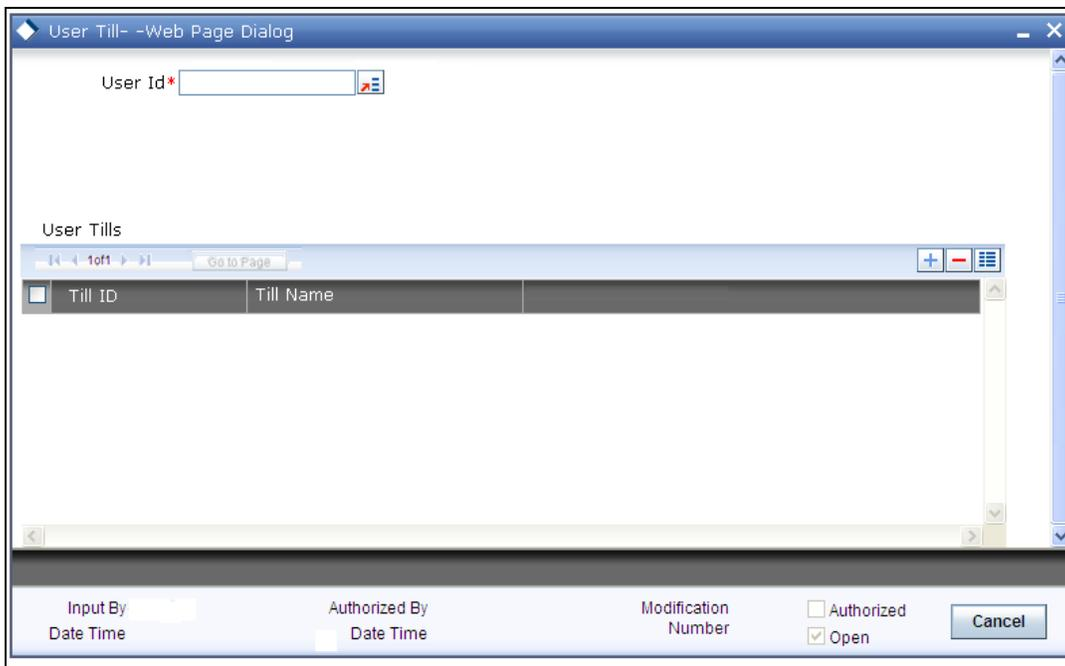 User Till- -Web Page Dialog
User Id*
User Tills
1of1 Go to Page
Till ID Till Name
Input By Authorized By Modification Number Authorized
Date Time Date Time Open
Cancel